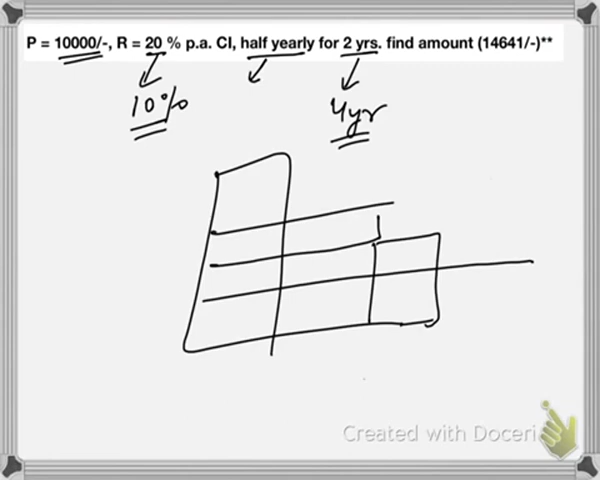 P = 10000/-, R = 20 % p.a. CI, half yearly for 2 yrs. find amount (14641/-)**
10% 4yr
Created with Doceri